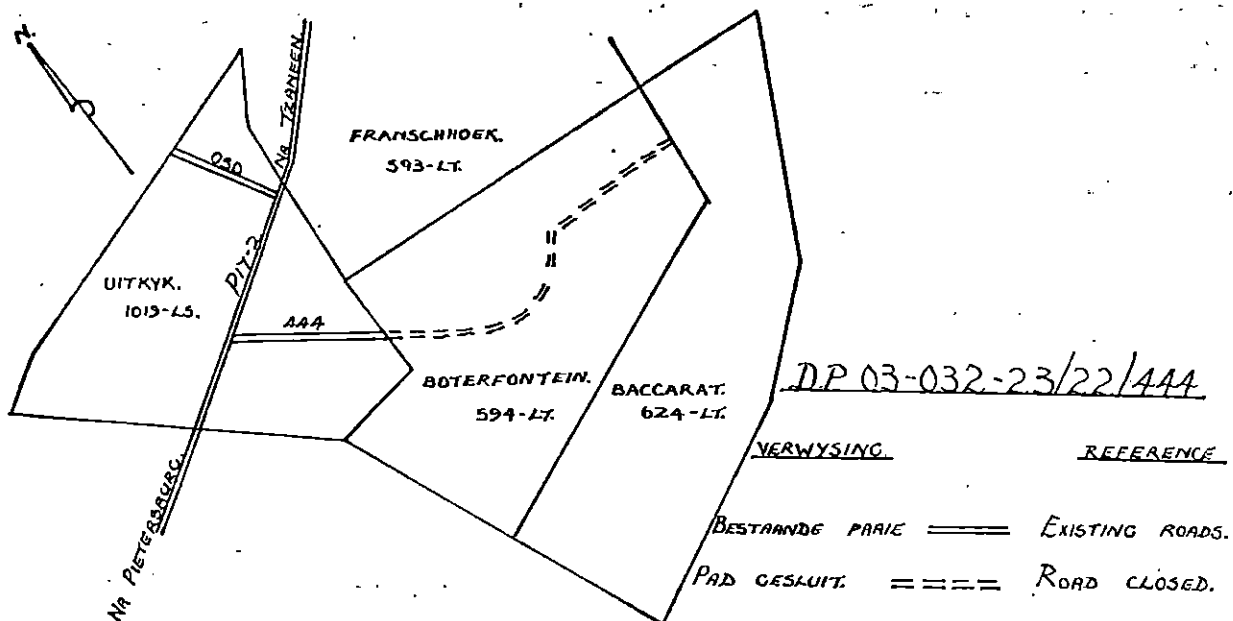 N.
NA TZANEEN
FRANSCHHOEK.
593-LT.
OSD
P17-2
UITKYK.
1019-LS.
444
BOTERFONTEIN.
594-LT.
BACCARAT.
624-LT.
NA PIETERSBURG.
D.P 03-032-23/22/444
VERWYSING. REFERENCE
BESTAANDE PAAIE EXISTING ROADS.
PAD GESLUIT. ROAD CLOSED.